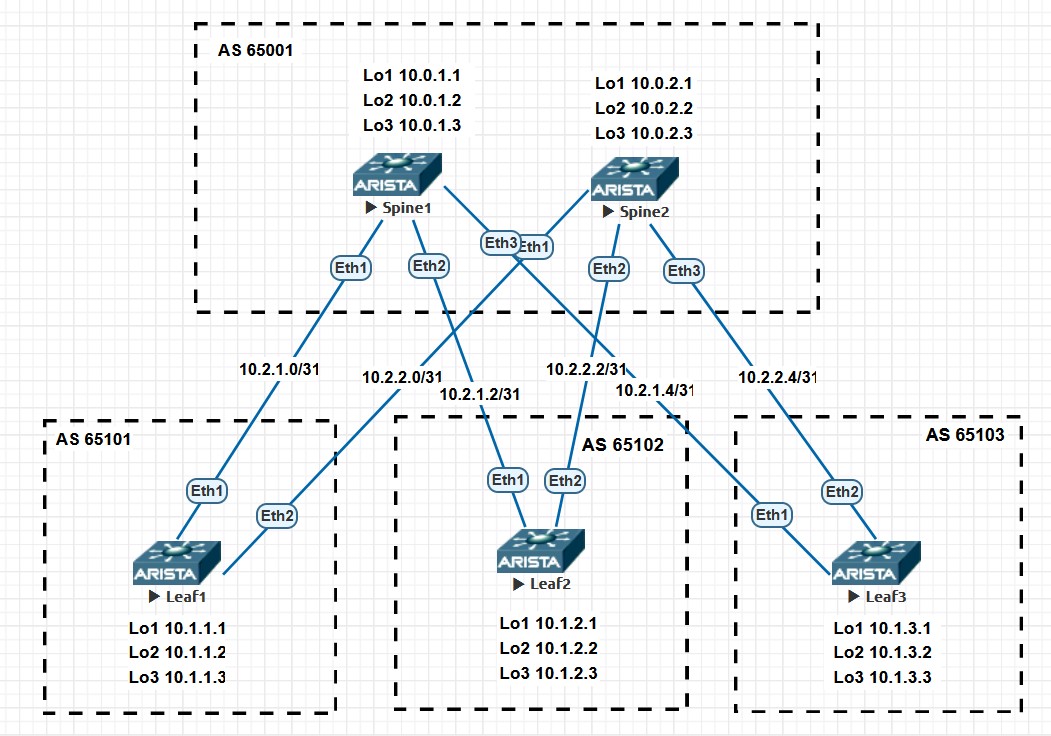 AS 65001
Lo1 10.0.1.1
Lo2 10.0.1.2
Lo3 10.0.1.3
Lo1 10.0.2.1
Lo2 10.0.2.2
Lo3 10.0.2.3
ARISTA
Spine1
ARISTA
Spine2
Eth1
Eth2
Eth3
Eth1
Eth2
Eth3
10.2.1.0/31
10.2.2.0/31
10.2.1.2/31
10.2.2.2/31
10.2.1.4/31
10.2.2.4/31
AS 65101
Eth1
Eth2
ARISTA
Leaf1
Lo1 10.1.1.1
Lo2 10.1.1.2
Lo3 10.1.1.3
AS 65102
Eth1
Eth2
ARISTA
Leaf2
Lo1 10.1.2.1
Lo2 10.1.2.2
Lo3 10.1.2.3
AS 65103
Eth1
Eth2
ARISTA
Leaf3
Lo1 10.1.3.1
Lo2 10.1.3.2
Lo3 10.1.3.3